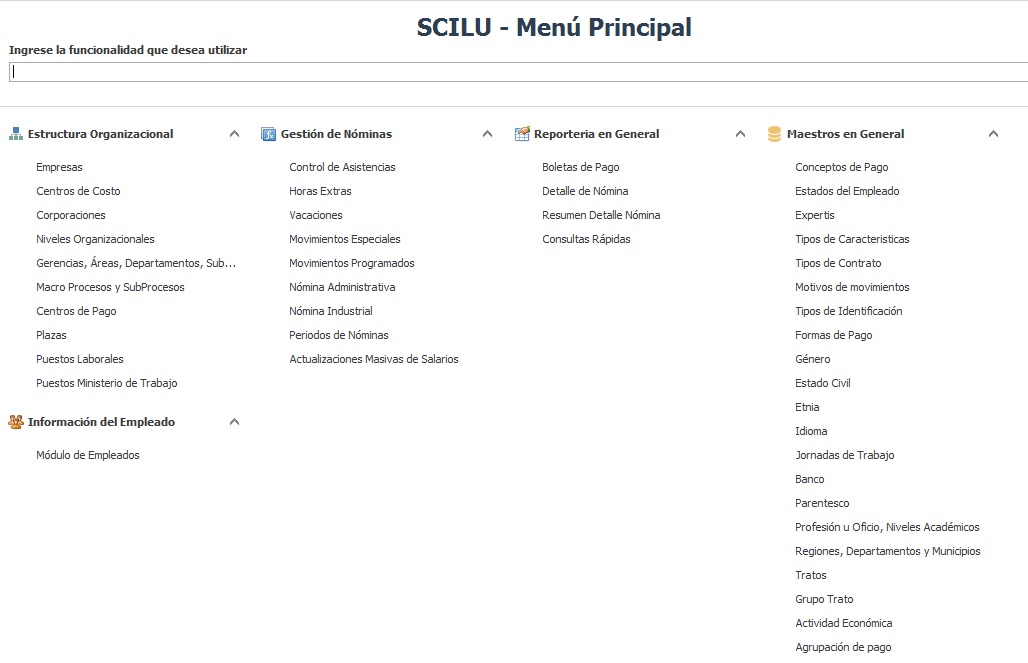 SCILU - Menú Principal
Ingrese la funcionalidad que desea utilizar
Estructura Organizacional
Empresas
Centros de Costo
Corporaciones
Niveles Organizacionales
Gerencias, Áreas, Departamentos, Sub...
Macro Procesos y SubProcesos
Centros de Pago
Plazas
Puestos Laborales
Puestos Ministerio de Trabajo
Información del Empleado
Módulo de Empleados
Gestión de Nóminas
Control de Asistencias
Horas Extras
Vacaciones
Movimientos Especiales
Movimientos Programados
Nómina Administrativa
Nómina Industrial
Periodos de Nóminas
Actualizaciones Masivas de Salarios
Reporteria en General
Boletas de Pago
Detalle de Nómina
Resumen Detalle Nómina
Consultas Rápidas
Maestros en General
Conceptos de Pago
Estados del Empleado
Expertis
Tipos de Caracteristicas
Tipos de Contrato
Motivos de movimientos
Tipos de Identificación
Formas de Pago
Género
Estado Civil
Etnia
Idioma
Jornadas de Trabajo
Banco
Parentesco
Profesión u Oficio, Niveles Académicos
Regiones, Departamentos y Municipios
Tratos
Grupo Trato
Actividad Económica
Agrupación de pago